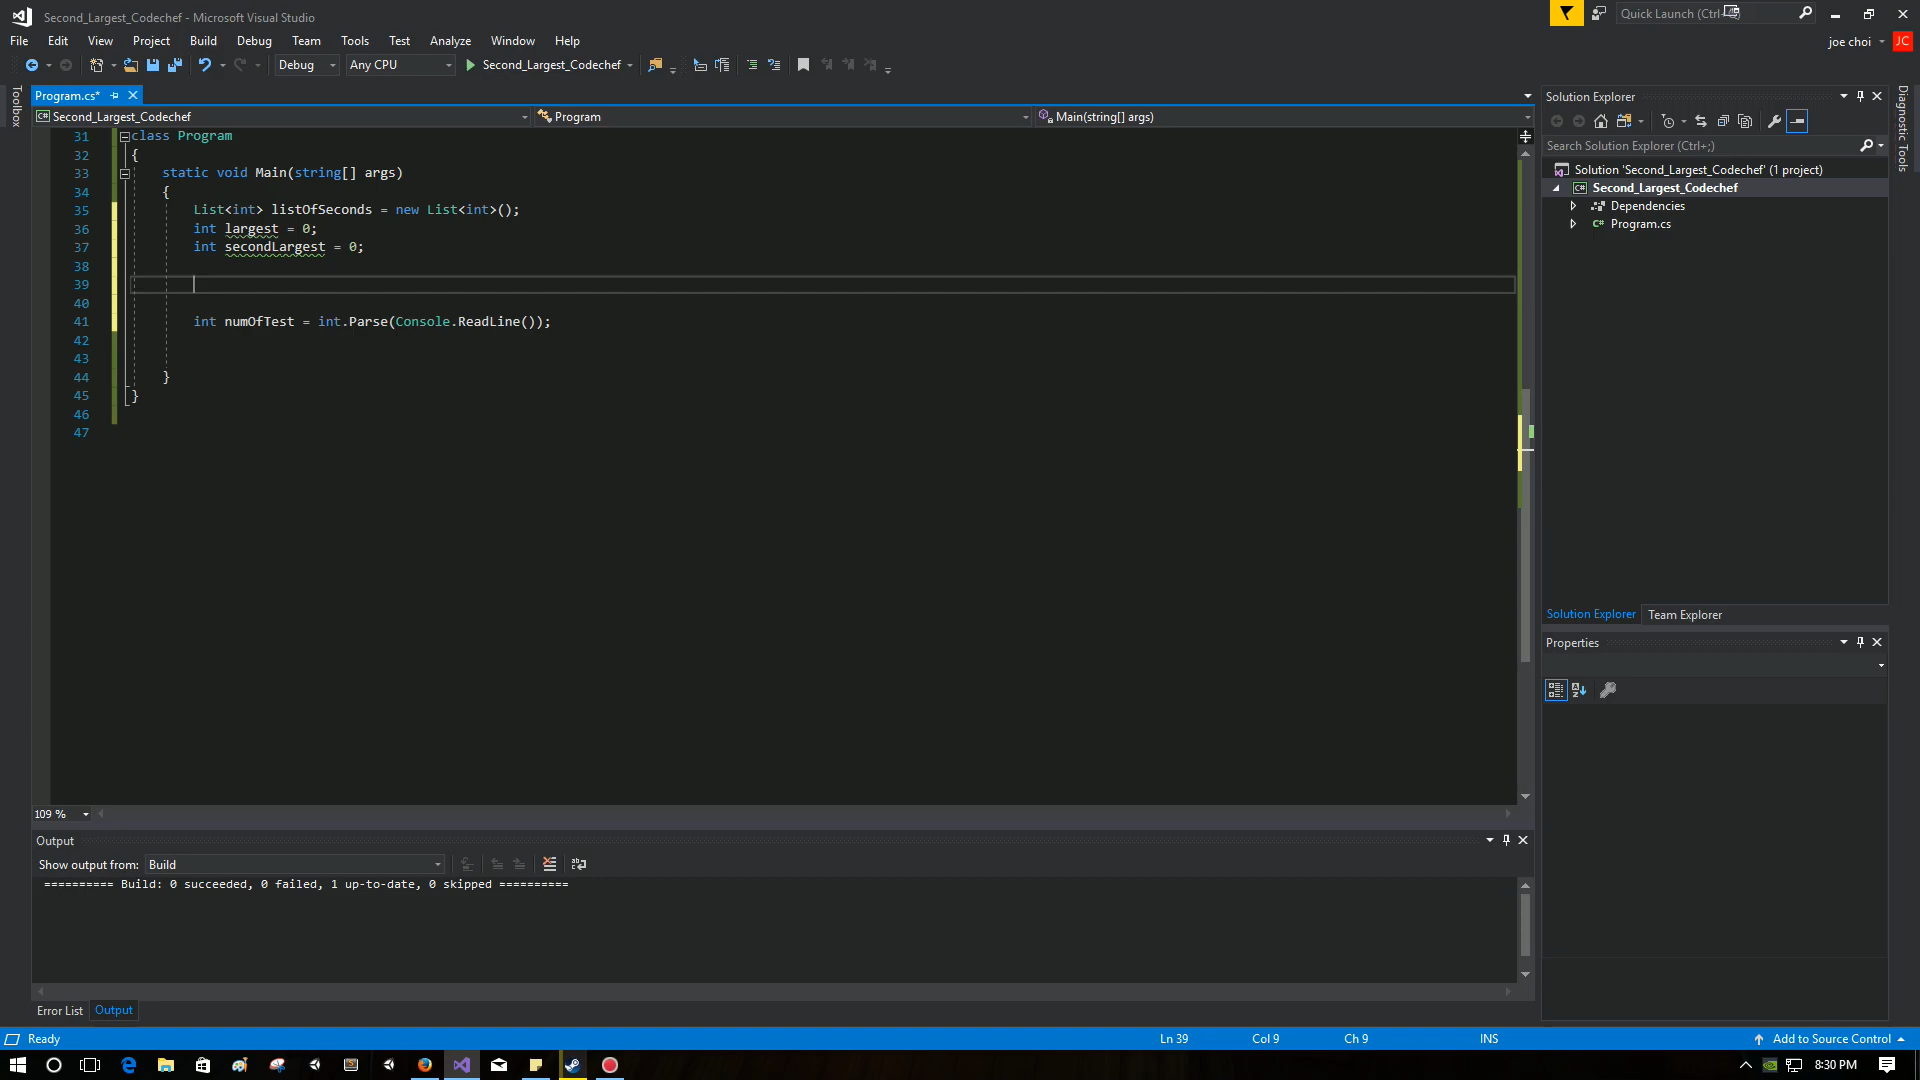 Second_Largest_Codechef - Microsoft Visual Studio
Quick Launch (Ctrl+Q)
File Edit View Project Build Debug Team Tools Test Analyze Window Help
joe choi JC
Debug Any CPU Second_Largest_Codechef
Toolbox
Program.cs*
Second_Largest_Codechef Program Main(string[] args)
31 class Program
32 {
33 static void Main(string[] args)
34 {
35 List<int> listOfSeconds = new List<int>();
36 int largest = 0;
37 int secondLargest = 0;
38
39
40
41 int numOfTest = int.Parse(Console.ReadLine());
42
43
44 }
45 }
46
47
109 %
Output
Show output from: Build
========== Build: 0 succeeded, 0 failed, 1 up-to-date, 0 skipped ==========
Error List Output
Solution Explorer
Search Solution Explorer (Ctrl+;)
Solution 'Second_Largest_Codechef' (1 project)
Second_Largest_Codechef
Dependencies
C# Program.cs
Solution Explorer Team Explorer
Properties
Diagnostic Tools
Ready Ln 39 Col 9 Ch 9 INS Add to Source Control
8:30 PM